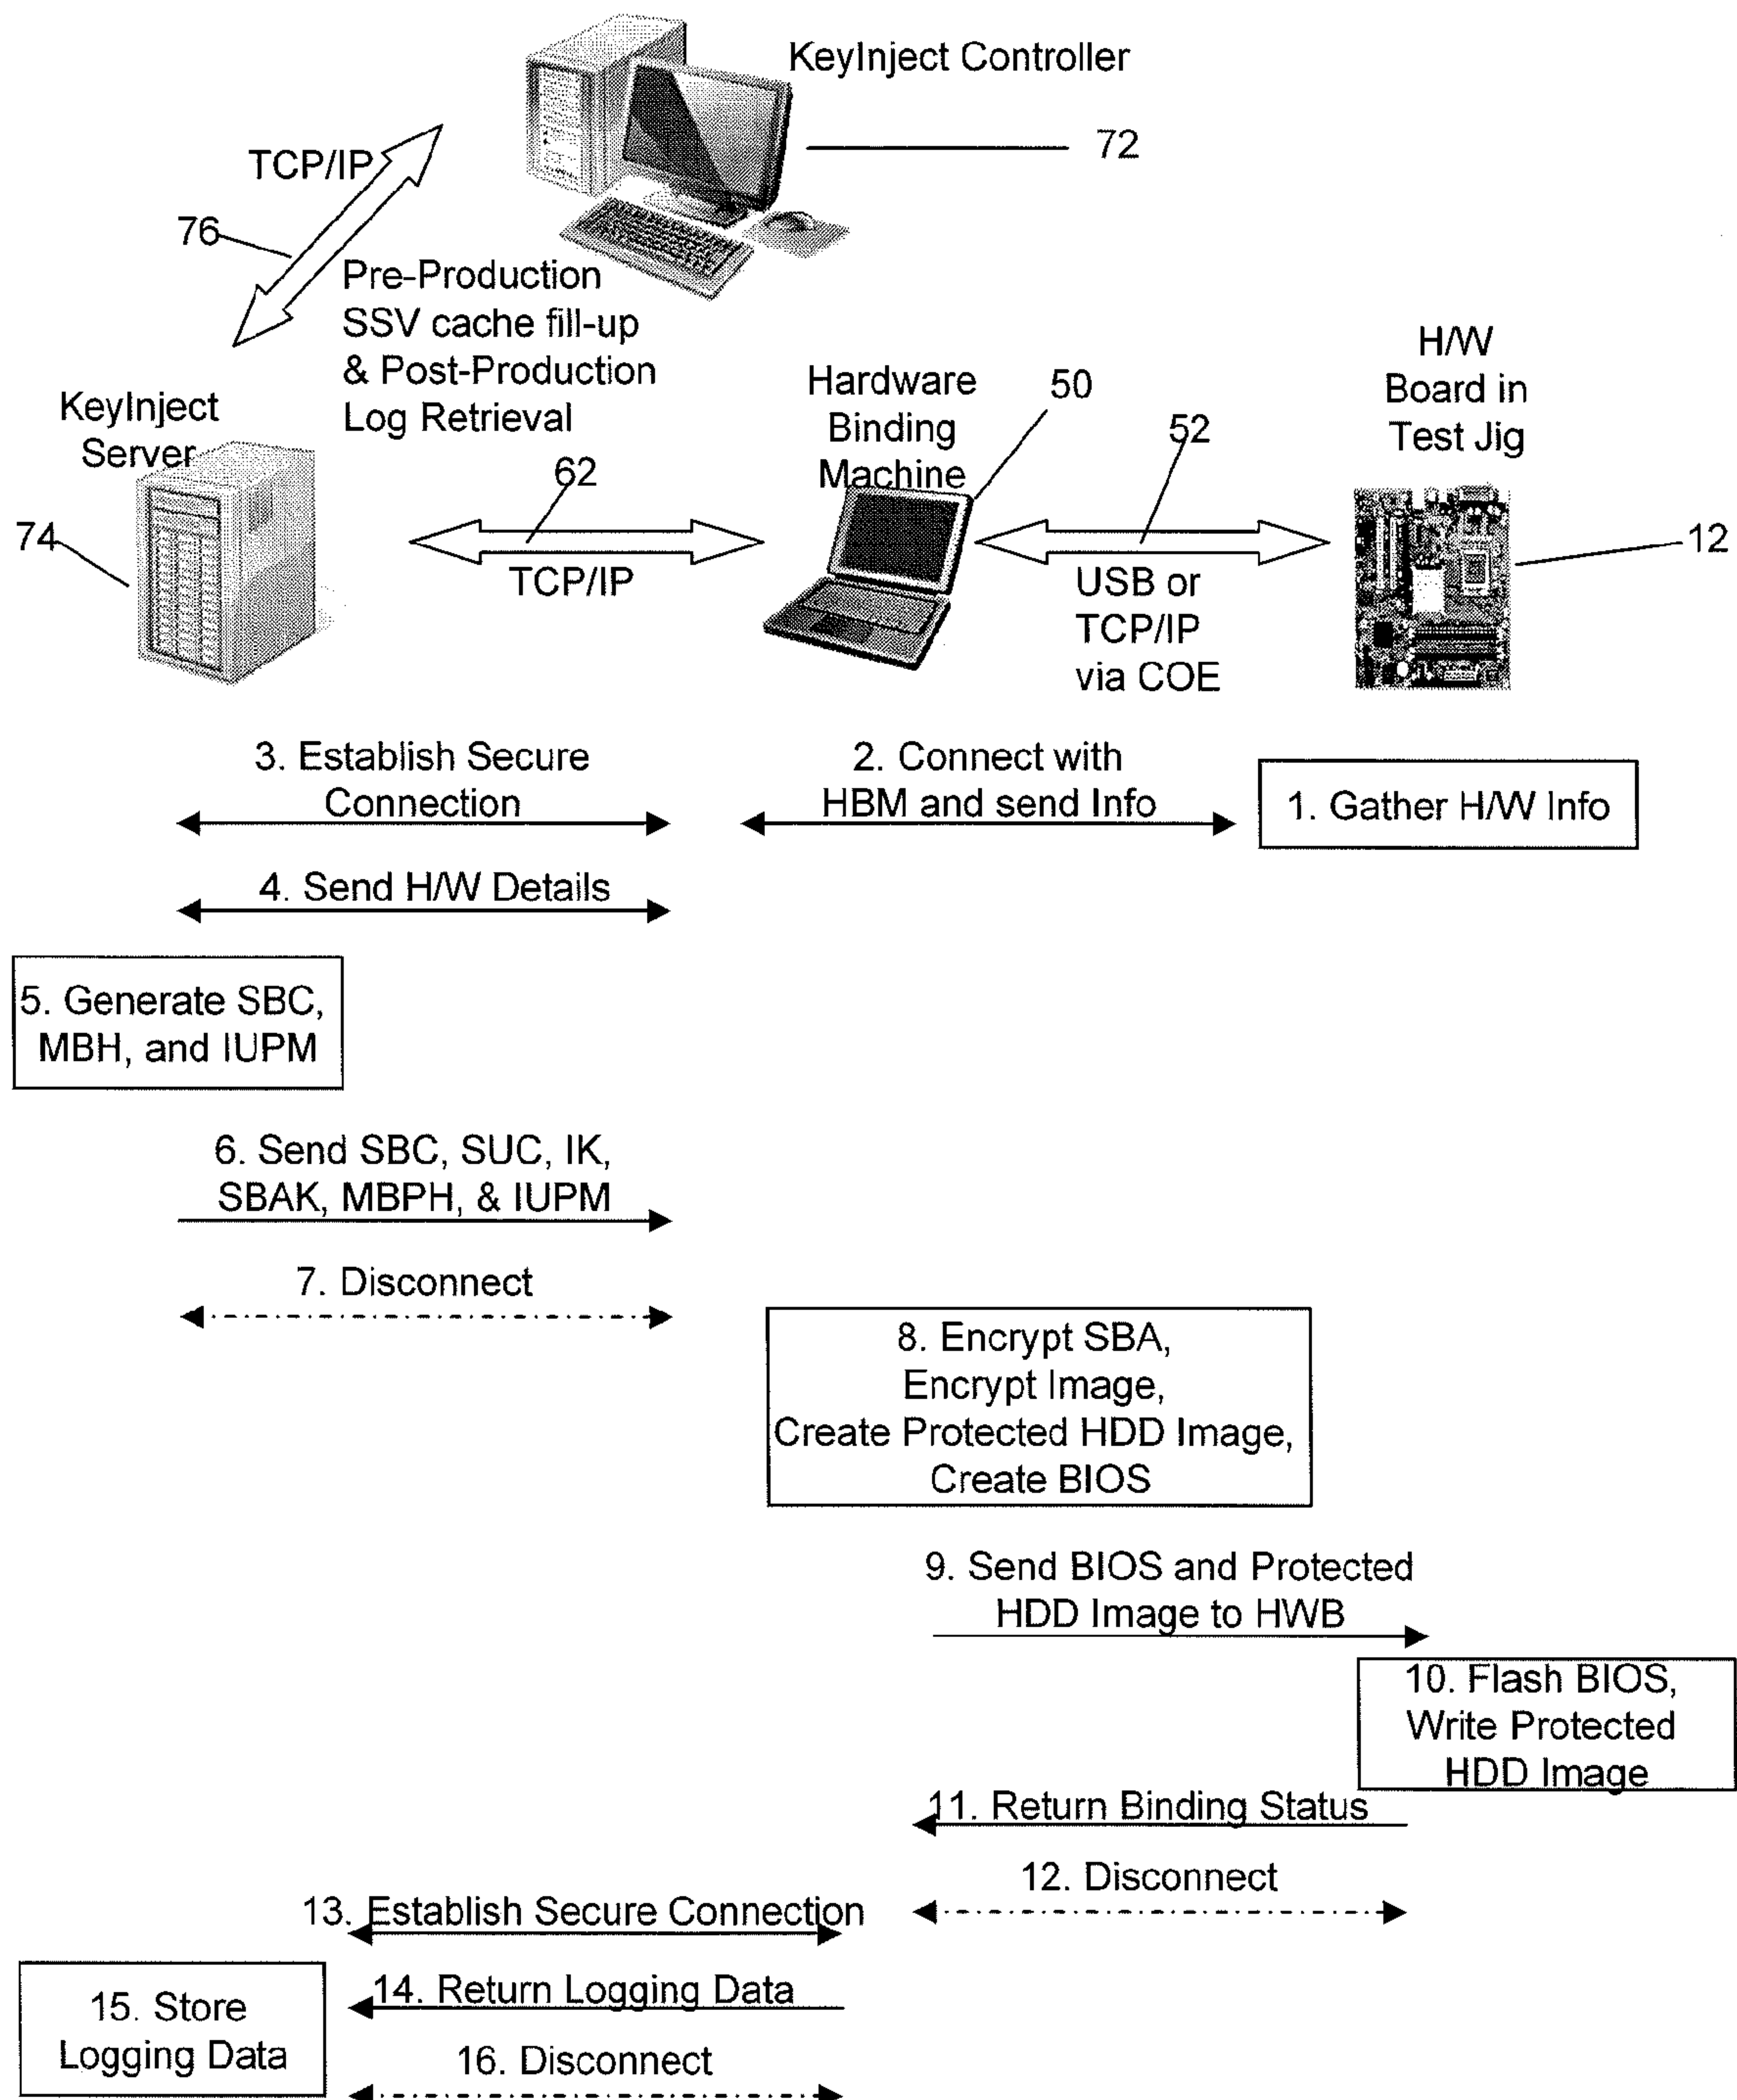 KeyInject Controller
72
TCP/IP
76
Pre-Production
SSV cache fill-up
& Post-Production
Log Retrieval
KeyInject
Server
74
62
TCP/IP
Hardware
Binding
Machine
50
52
USB or
TCP/IP
via COE
H/W
Board in
Test Jig
12
3. Establish Secure
Connection
2. Connect with
HBM and send Info
1. Gather H/W Info
4. Send H/W Details
5. Generate SBC,
MBH, and IUPM
6. Send SBC, SUC, IK,
SBAK, MBPH, & IUPM
7. Disconnect
8. Encrypt SBA,
Encrypt Image,
Create Protected HDD Image,
Create BIOS
9. Send BIOS and Protected
HDD Image to HWB
10. Flash BIOS,
Write Protected
HDD Image
11. Return Binding Status
12. Disconnect
13. Establish Secure Connection
14. Return Logging Data
15. Store
Logging Data
16. Disconnect